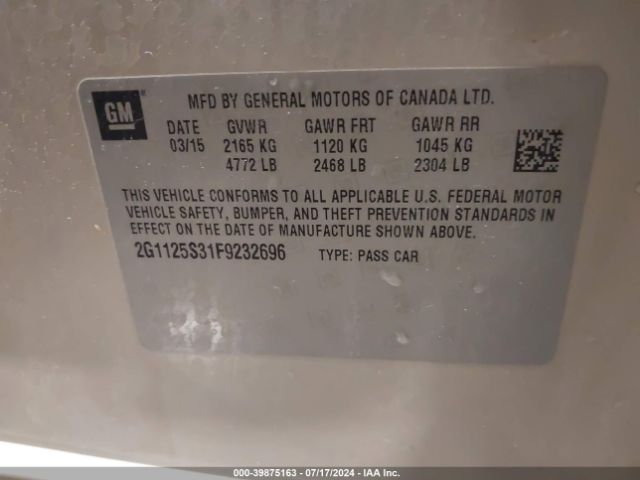 GM
MFD BY GENERAL MOTORS OF CANADA LTD.
DATE GVWR GAWR FRT GAWR RR
03/15 2165 KG 1120 KG 1045 KG
4772 LB 2468 LB 2304 LB
THIS VEHICLE CONFORMS TO ALL APPLICABLE U.S. FEDERAL MOTOR
VEHICLE SAFETY, BUMPER, AND THEFT PREVENTION STANDARDS IN
EFFECT ON THE DATE OF MANUFACTURE SHOWN ABOVE.
2G1125S31F9232696 TYPE: PASS CAR
000-39875163 - 07/17/2024 - IAA Inc.